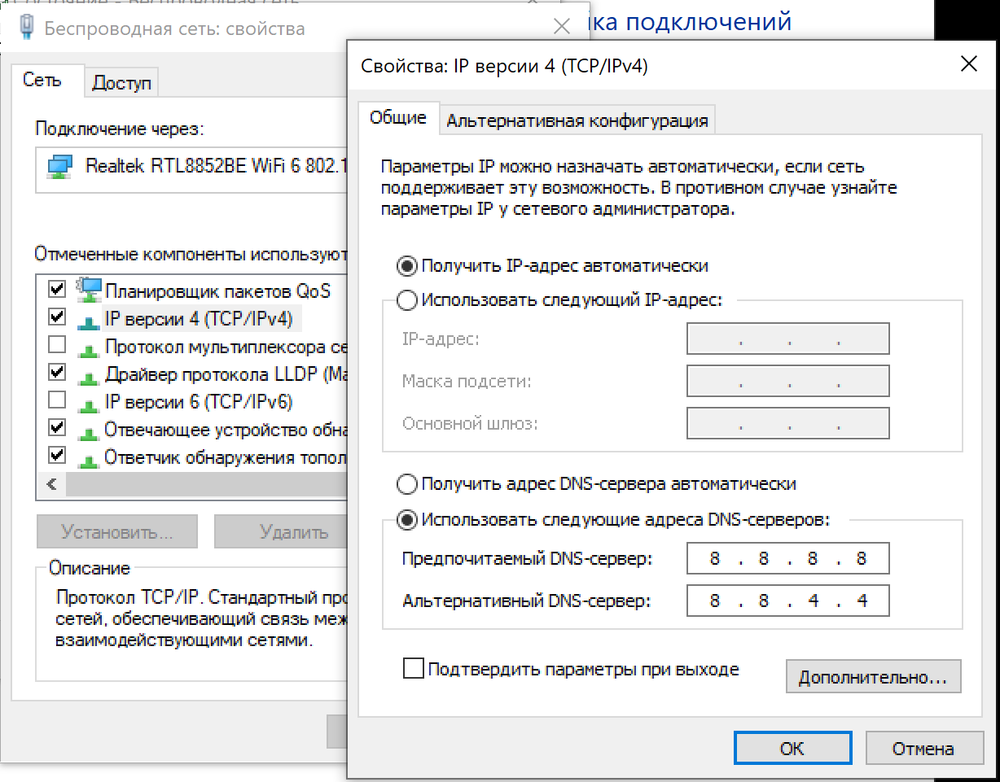 Беспроводная сеть: свойства
Сеть
Доступ
Подключение через:
Realtek RTL8852BE WiFi 6 802.1
Отмеченные компоненты используют
Планировщик пакетов QoS
IP версии 4 (TCP/IPv4)
Протокол мультиплексора се
Драйвер протокола LLDP (Ma
IP версии 6 (TCP/IPv6)
Отвечающее устройство обна
Ответчик обнаружения топол
Установить...
Удалить
Описание
Протокол TCP/IP. Стандартный про
сетей, обеспечивающий связь меж
взаимодействующими сетями.
ка подключений
Свойства: IP версии 4 (TCP/IPv4)
Общие
Альтернативная конфигурация
Параметры IP можно назначать автоматически, если сеть
поддерживает эту возможность. В противном случае узнайте
параметры IP у сетевого администратора.
Получить IP-адрес автоматически
Использовать следующий IP-адрес:
IP-адрес:
Маска подсети:
Основной шлюз:
Получить адрес DNS-сервера автоматически
Использовать следующие адреса DNS-серверов:
Предпочитаемый DNS-сервер: 8 . 8 . 8 . 8
Альтернативный DNS-сервер: 8 . 8 . 4 . 4
Подтвердить параметры при выходе
Дополнительно...
ОК
Отмена